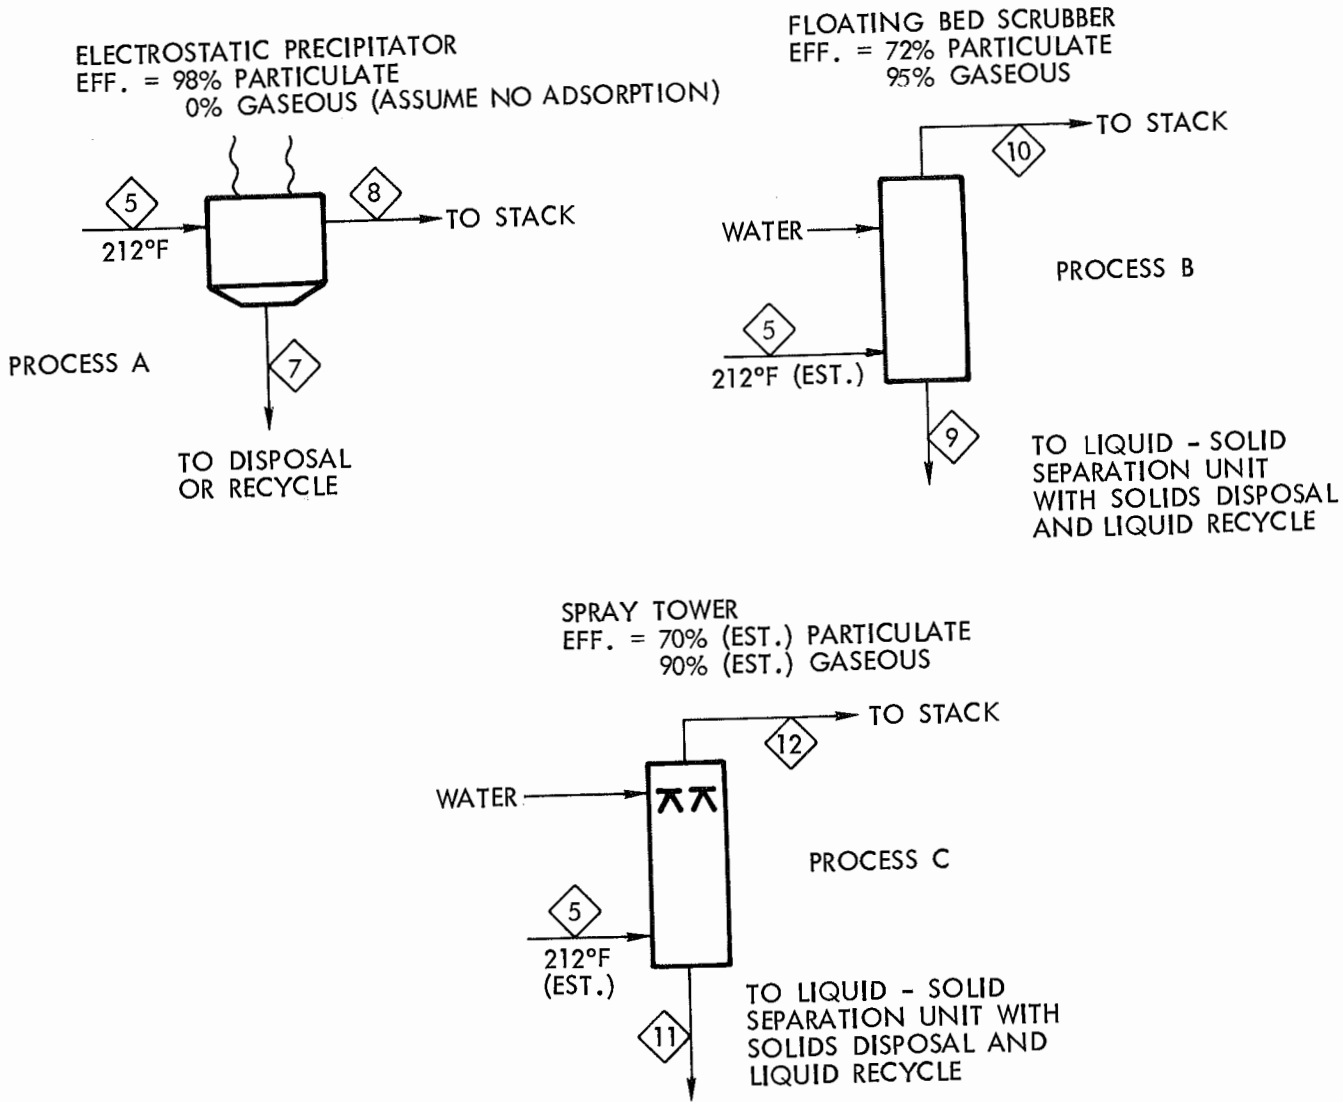 ELECTROSTATIC PRECIPITATOR
EFF. = 98% PARTICULATE
0% GASEOUS (ASSUME NO ADSORPTION)
5
212°F
8
TO STACK
PROCESS A
7
TO DISPOSAL
OR RECYCLE
FLOATING BED SCRUBBER
EFF. = 72% PARTICULATE
95% GASEOUS
10
TO STACK
WATER
PROCESS B
5
212°F (EST.)
9
TO LIQUID - SOLID
SEPARATION UNIT
WITH SOLIDS DISPOSAL
AND LIQUID RECYCLE
SPRAY TOWER
EFF. = 70% (EST.) PARTICULATE
90% (EST.) GASEOUS
12
TO STACK
WATER
PROCESS C
5
212°F
(EST.)
11
TO LIQUID - SOLID
SEPARATION UNIT WITH
SOLIDS DISPOSAL AND
LIQUID RECYCLE